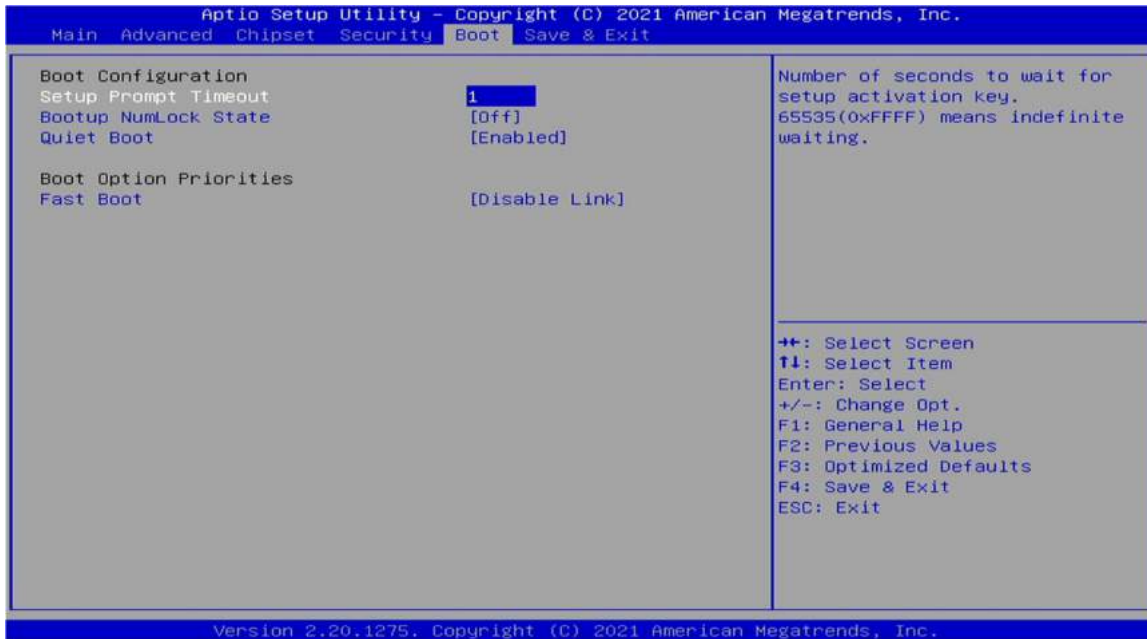 Aptio Setup Utility – Copyright (C) 2021 American Megatrends, Inc.
Main Advanced Chipset Security Boot Save & Exit
Boot Configuration
Setup Prompt Timeout 1
Bootup NumLock State [Off]
Quiet Boot [Enabled]
Boot Option Priorities
Fast Boot [Disable Link]
Number of seconds to wait for
setup activation key.
65535(0xFFFF) means indefinite
waiting.
→←: Select Screen
↑↓: Select Item
Enter: Select
+/-: Change Opt.
F1: General Help
F2: Previous Values
F3: Optimized Defaults
F4: Save & Exit
ESC: Exit
Version 2.20.1275. Copyright (C) 2021 American Megatrends, Inc.